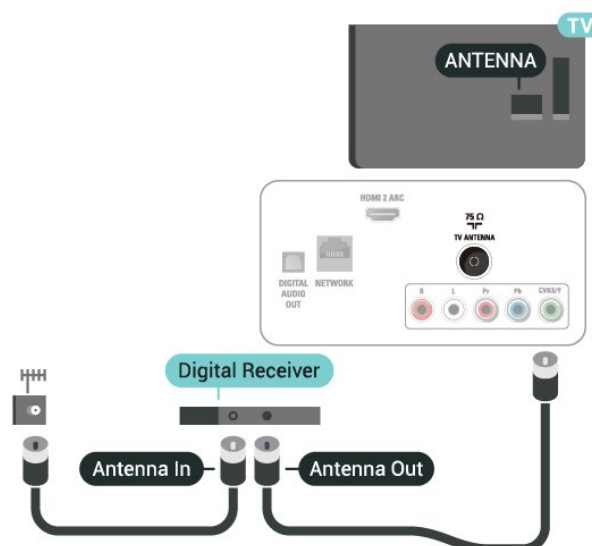 TV
ANTENNA
HDMI 2 ARC
75 Ω
TV ANTENNA
DIGITAL
AUDIO
OUT
NETWORK
R L Pr Pb CVBS/Y
Digital Receiver
Antenna In
Antenna Out